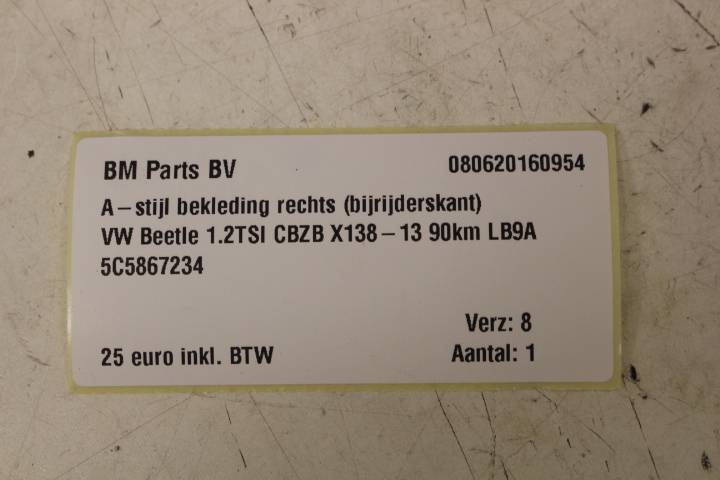 BM Parts BV 080620160954
A-stijl bekleding rechts (bijrijderskant)
VW Beetle 1.2TSI CBZB X138-13 90km LB9A
5C5867234
Verz: 8
25 euro inkl. BTW Aantal: 1